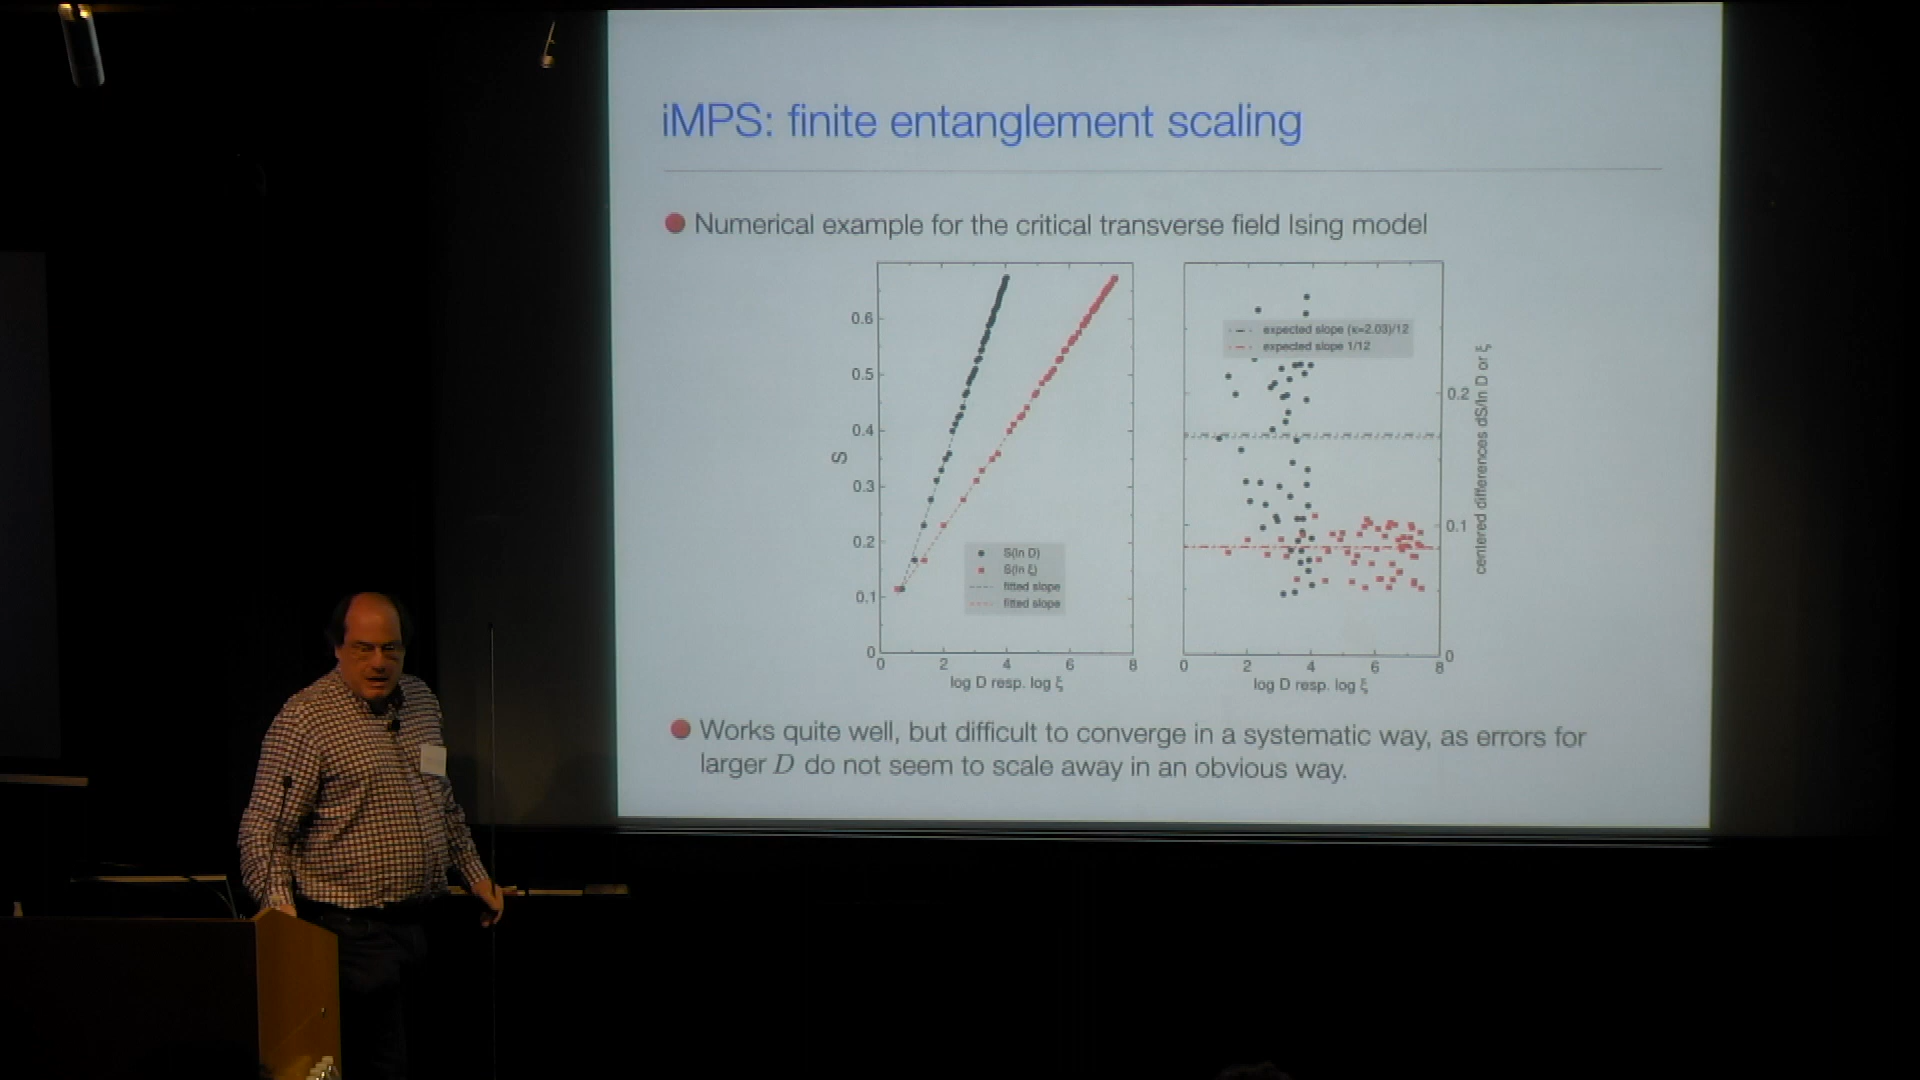 iMPS: finite entanglement scaling
Numerical example for the critical transverse field Ising model
S
0.6
0.5
0.4
0.3
0.2
0.1
0
0 2 4 6 8
log D resp. log ξ
S(ln D)
S(ln ξ)
fitted slope
fitted slope
expected slope (κ=2.03)/12
expected slope 1/12
0.2
0.1
0
centered differences dS/ln D or ξ
0 2 4 6 8
log D resp. log ξ
Works quite well, but difficult to converge in a systematic way, as errors for
larger D do not seem to scale away in an obvious way.